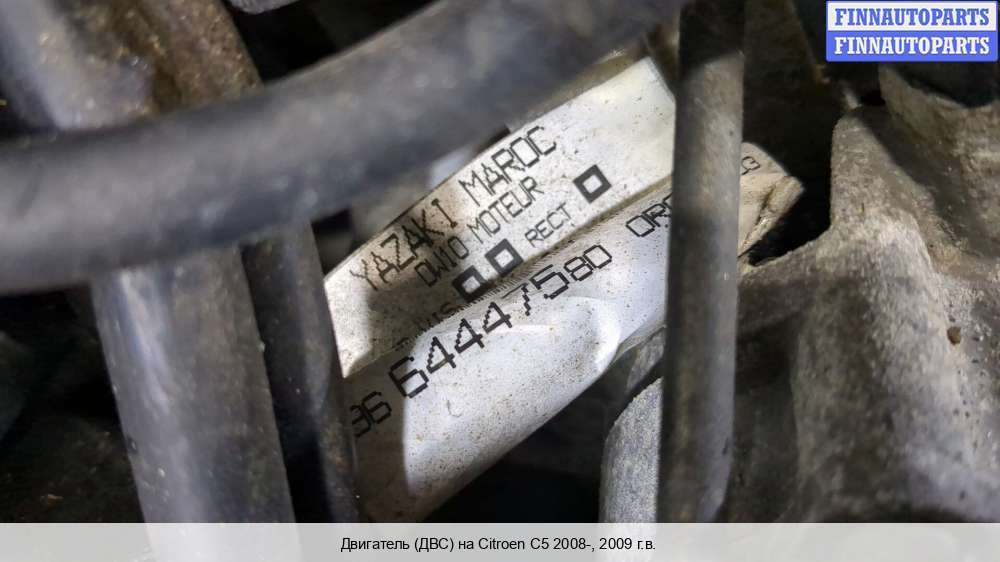 FINNAUTOPARTS
FINNAUTOPARTS
YAZAKI MAROC
DW10 MOTEUR
RECT
96 64447580
Двигатель (ДВС) на Citroen C5 2008-, 2009 г.в.